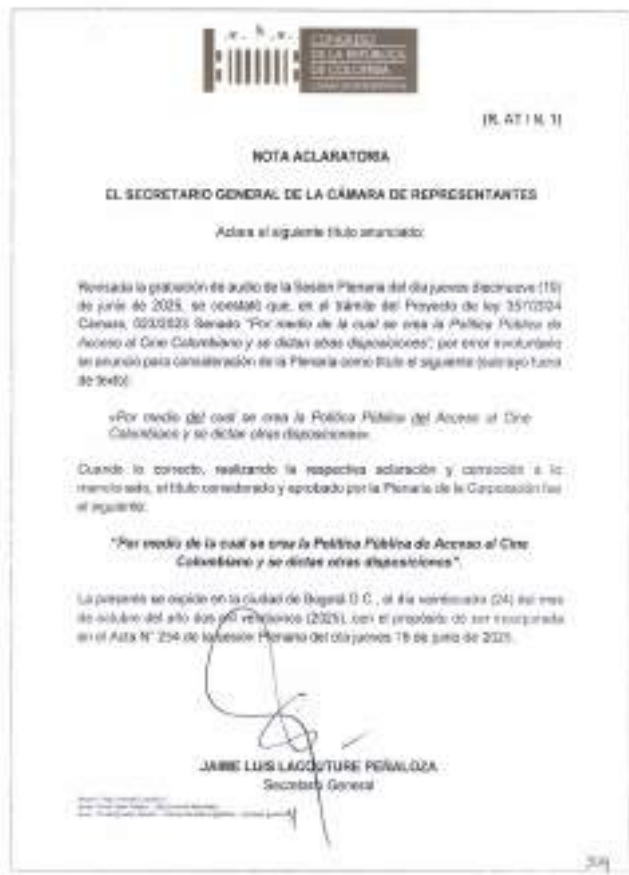 CONGRESO
DE LA REPÚBLICA
DE COLOMBIA
NOTA ACLARATORIA
EL SECRETARIO GENERAL DE LA CÁMARA DE REPRESENTANTES
Aclara el siguiente título anunciado:
Revisada la grabación de audio de la Sesión Plenaria del día jueves diecinueve (19)
de junio de 2025, se constató que, en el trámite del Proyecto de ley 357/2024
Cámara, 023/2023 Senado "Por medio de la cual se crea la Política Pública de
Acceso al Cine Colombiano y se dictan otras disposiciones"; por error involuntario
se anunció para consideración de la Plenaria como título el siguiente (subrayo fuera
de texto):
«Por medio del cual se crea la Política Pública del Acceso al Cine
Colombiano y se dictan otras disposiciones».
Cuando lo correcto, realizando la respectiva aclaración y corrección a lo
mencionado, el título considerado y aprobado por la Plenaria de la Corporación fue
el siguiente:
"Por medio de la cual se crea la Política Pública de Acceso al Cine
Colombiano y se dictan otras disposiciones".
La presente se expide en la ciudad de Bogotá D.C., el día veinticuatro (24) del mes
de octubre del año dos mil veinticinco (2025), con el propósito de ser incorporada
en el Acta N° 254 de la sesión Plenaria del día jueves 19 de junio de 2025.
JAIME LUIS LACOUTURE PEÑALOZA
Secretario General